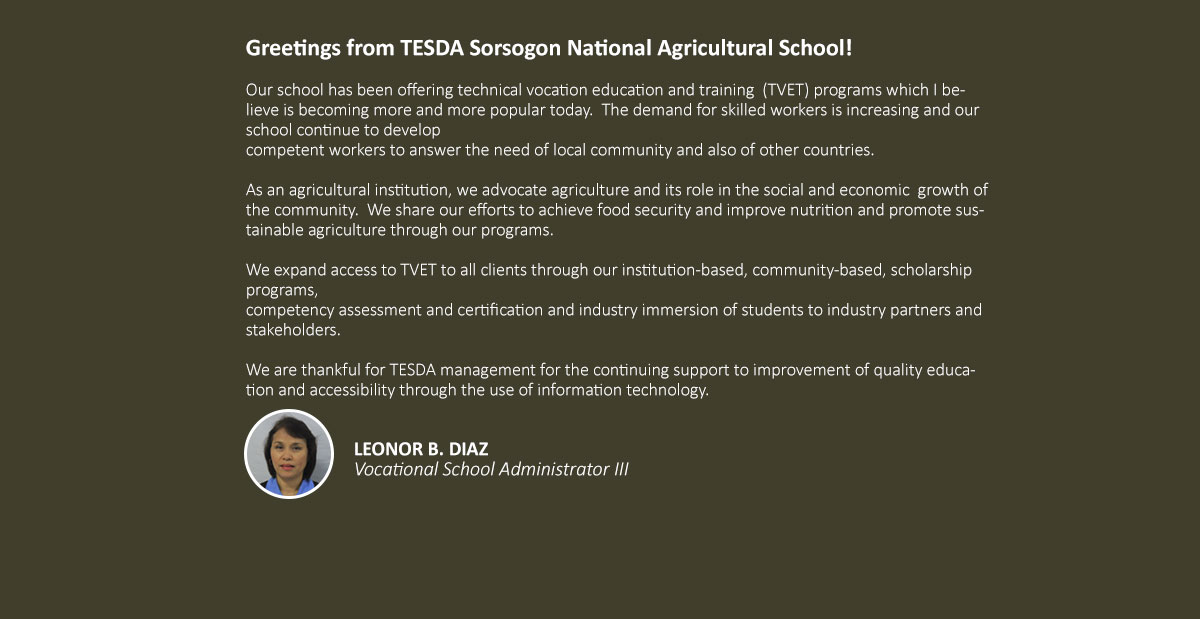 Greetings from TESDA Sorsogon National Agricultural School!
Our school has been offering technical vocation education and training  (TVET) programs which I be-
lieve is becoming more and more popular today.  The demand for skilled workers is increasing and our
school continue to develop
competent workers to answer the need of local community and also of other countries.
As an agricultural institution, we advocate agriculture and its role in the social and economic  growth of
the community.  We share our efforts to achieve food security and improve nutrition and promote sus-
tainable agriculture through our programs.
We expand access to TVET to all clients through our institution-based, community-based, scholarship
programs,
competency assessment and certification and industry immersion of students to industry partners and
stakeholders.
We are thankful for TESDA management for the continuing support to improvement of quality educa-
tion and accessibility through the use of information technology.
LEONOR B. DIAZ
Vocational School Administrator III